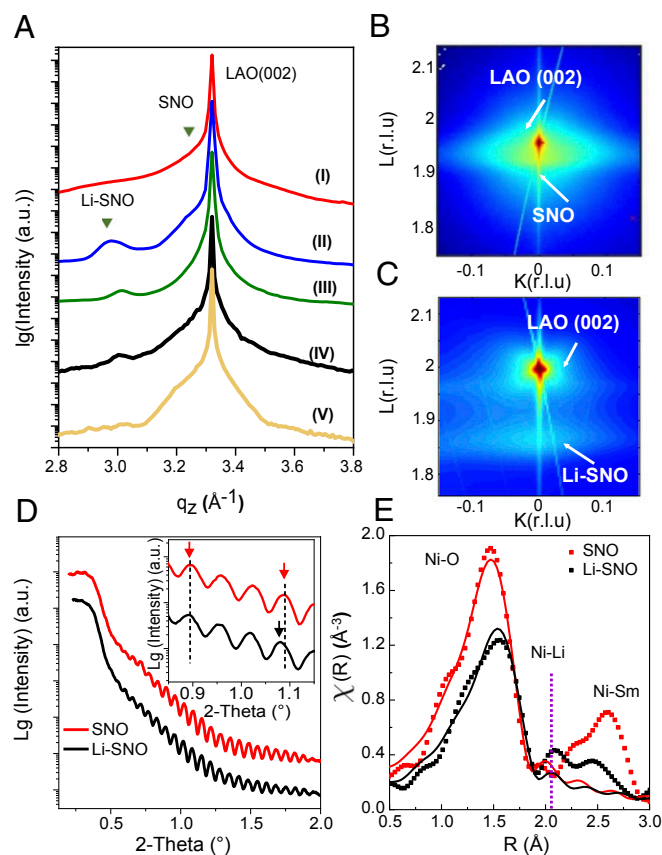 A
LAO(002)
SNO
Li-SNO
(I)
(II)
(III)
(IV)
(V)
lg(Intensity (a.u.))
2.8 3.0 3.2 3.4 3.6 3.8
qZ (Å-1)
B
LAO (002)
SNO
2.1
2
1.9
1.8
L(r.l.u)
-0.1 0 0.1
K(r.l.u)
C
LAO (002)
Li-SNO
2.1
2
1.9
1.8
L(r.l.u)
-0.1 0 0.1
K(r.l.u)
D
Lg (Intensity) (a.u.)
SNO
Li-SNO
0.5 1.0 1.5 2.0
2-Theta (°)
Lg (Intensity) (a.u.)
0.9 1.0 1.1
2-Theta (°)
E
SNO
Li-SNO
Ni-O
Ni-Li
Ni-Sm
2.0
1.6
1.2
0.8
0.4
0.0
χ(R) (Å-3)
0.5 1.0 1.5 2.0 2.5 3.0
R (Å)